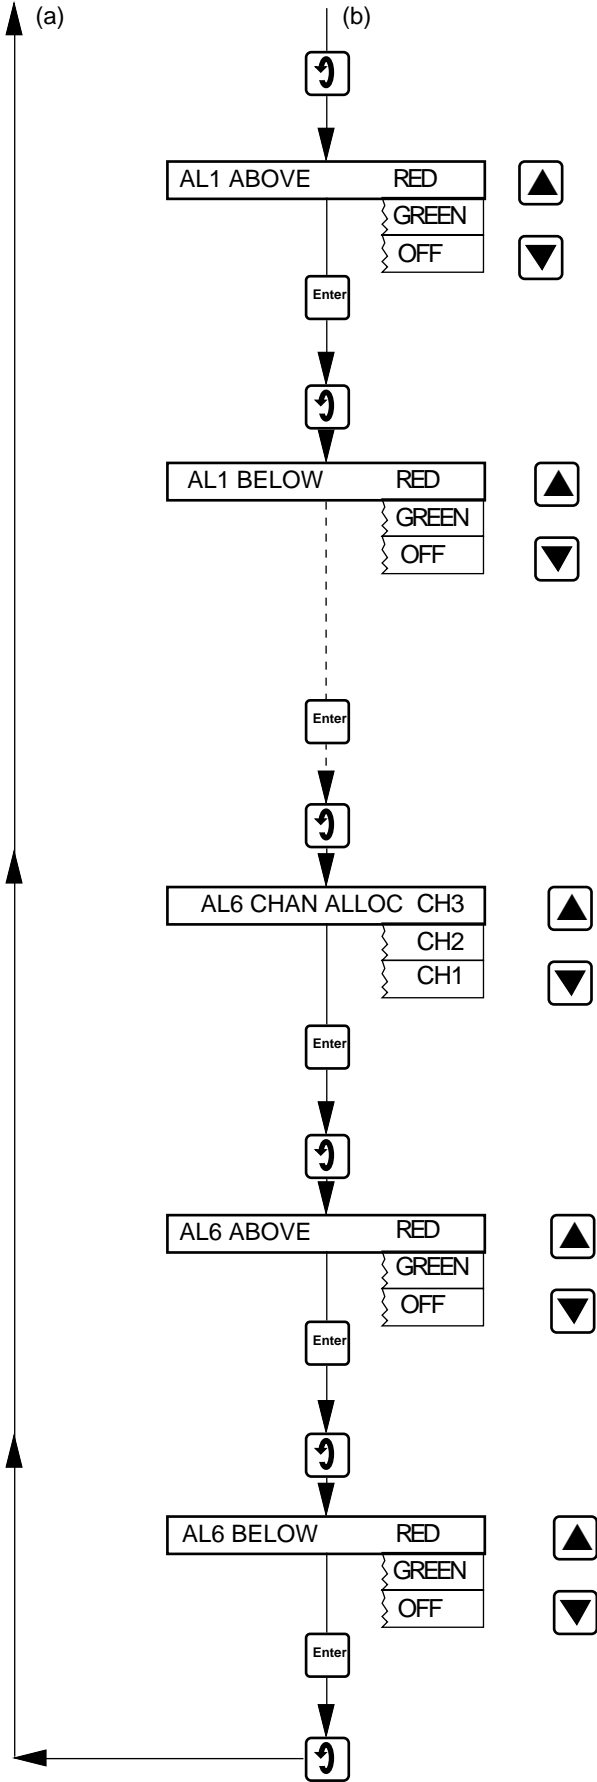 (a) (b)
AL1 ABOVE RED
GREEN
OFF
Enter
AL1 BELOW RED
GREEN
OFF
Enter
AL6 CHAN ALLOC CH3
CH2
CH1
Enter
AL6 ABOVE RED
GREEN
OFF
Enter
AL6 BELOW RED
GREEN
OFF
Enter